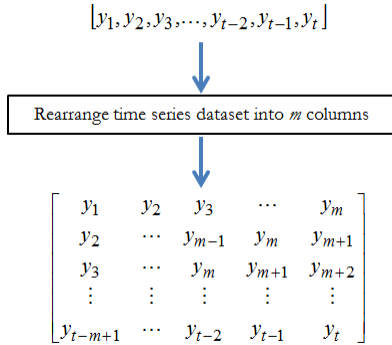 ⌊y₁, y₂, y₃, ..., yₜ₋₂, yₜ₋₁, yₜ⌋
Rearrange time series dataset into m columns
y₁ y₂ y₃ ⋯ yₘ
y₂ ⋯ yₘ₋₁ yₘ yₘ₊₁
y₃ ⋯ yₘ yₘ₊₁ yₘ₊₂
⋮ ⋮ ⋮ ⋮ ⋮
yₜ₋ₘ₊₁ ⋯ yₜ₋₂ yₜ₋₁ yₜ